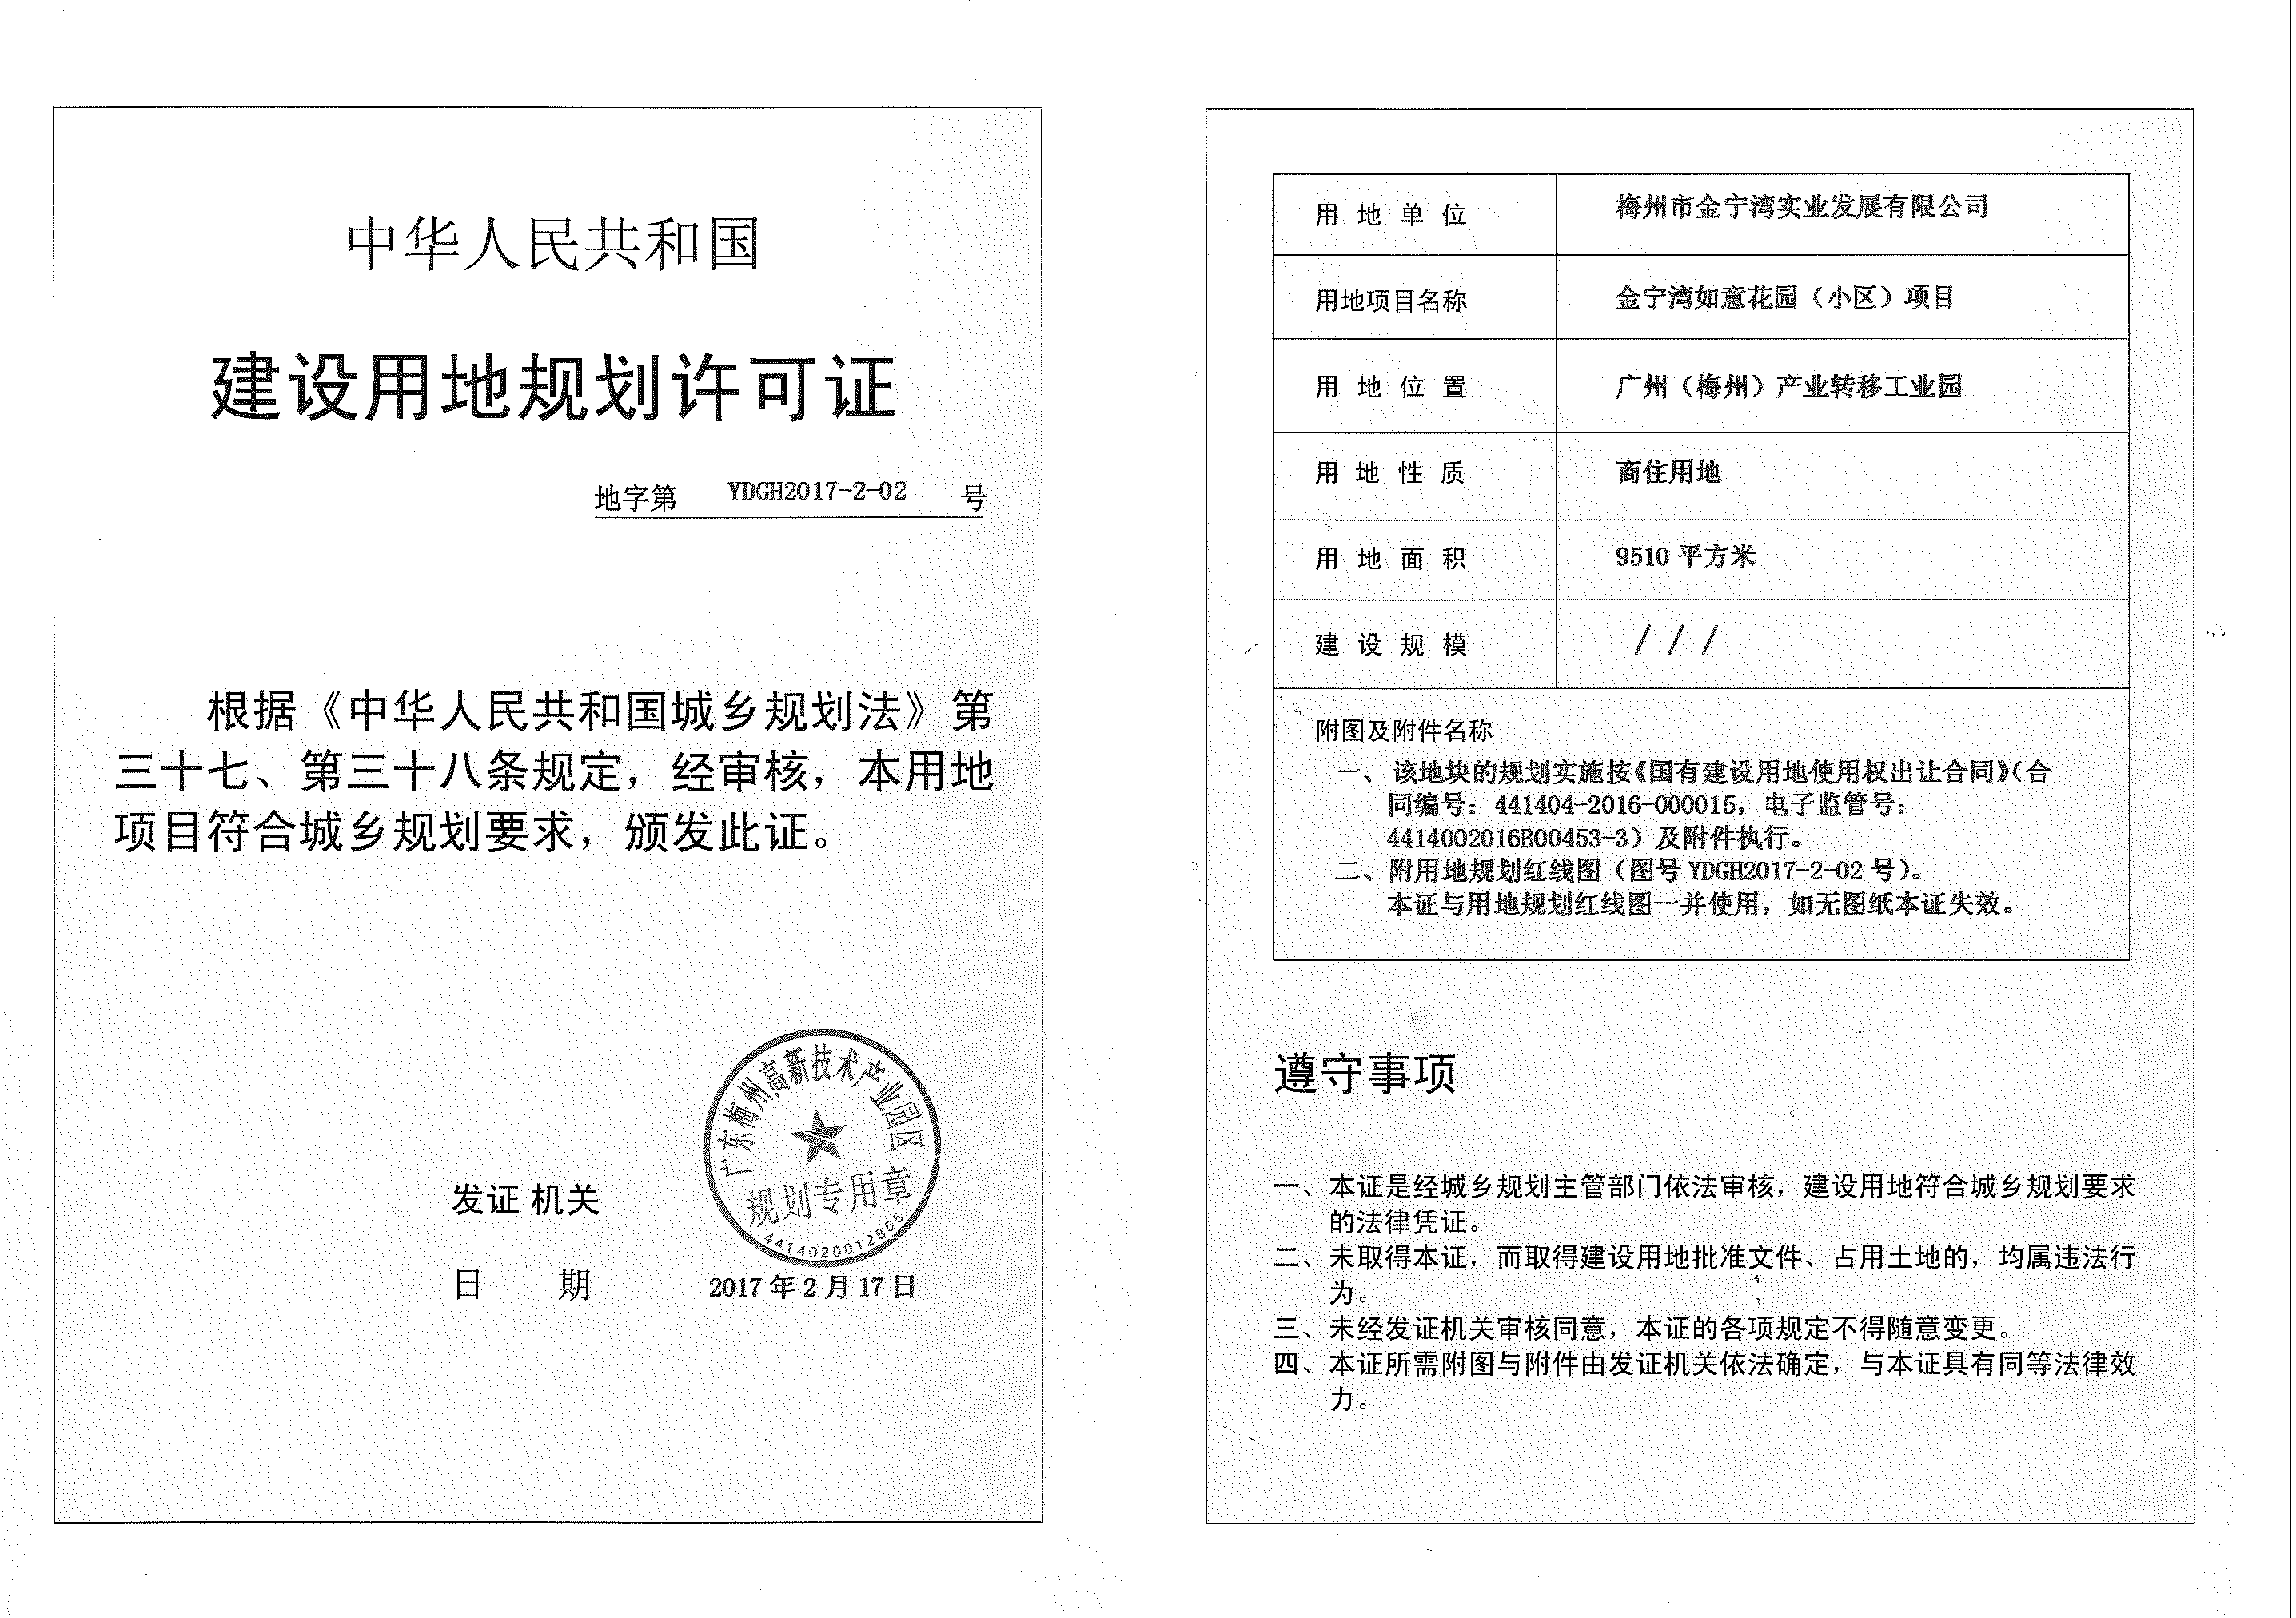 中华人民共和国
建设用地规划许可证
地字第 YDGH2017-2-02 号
根据《中华人民共和国城乡规划法》第
三十七、第三十八条规定，经审核，本用地
项目符合城乡规划要求，颁发此证。
广东梅州高新技术产业园区
规划专用章
4414020012855
发证机关
日 期 2017年2月17日
用地单位 梅州市金宁湾实业发展有限公司
用地项目名称 金宁湾如意花园（小区）项目
用地位置 广州（梅州）产业转移工业园
用地性质 商住用地
用地面积 9510平方米
建设规模 / / /
附图及附件名称
一、该地块的规划实施按《国有建设用地使用权出让合同》（合
同编号：441404-2016-000015，电子监管号：
4414002016B00453-3）及附件执行。
二、附用地规划红线图（图号YDGH2017-2-02号）。
本证与用地规划红线图一并使用，如无图纸本证失效。
遵守事项
一、本证是经城乡规划主管部门依法审核，建设用地符合城乡规划要求
的法律凭证。
二、未取得本证，而取得建设用地批准文件、占用土地的，均属违法行
为。
三、未经发证机关审核同意，本证的各项规定不得随意变更。
四、本证所需附图与附件由发证机关依法确定，与本证具有同等法律效
力。